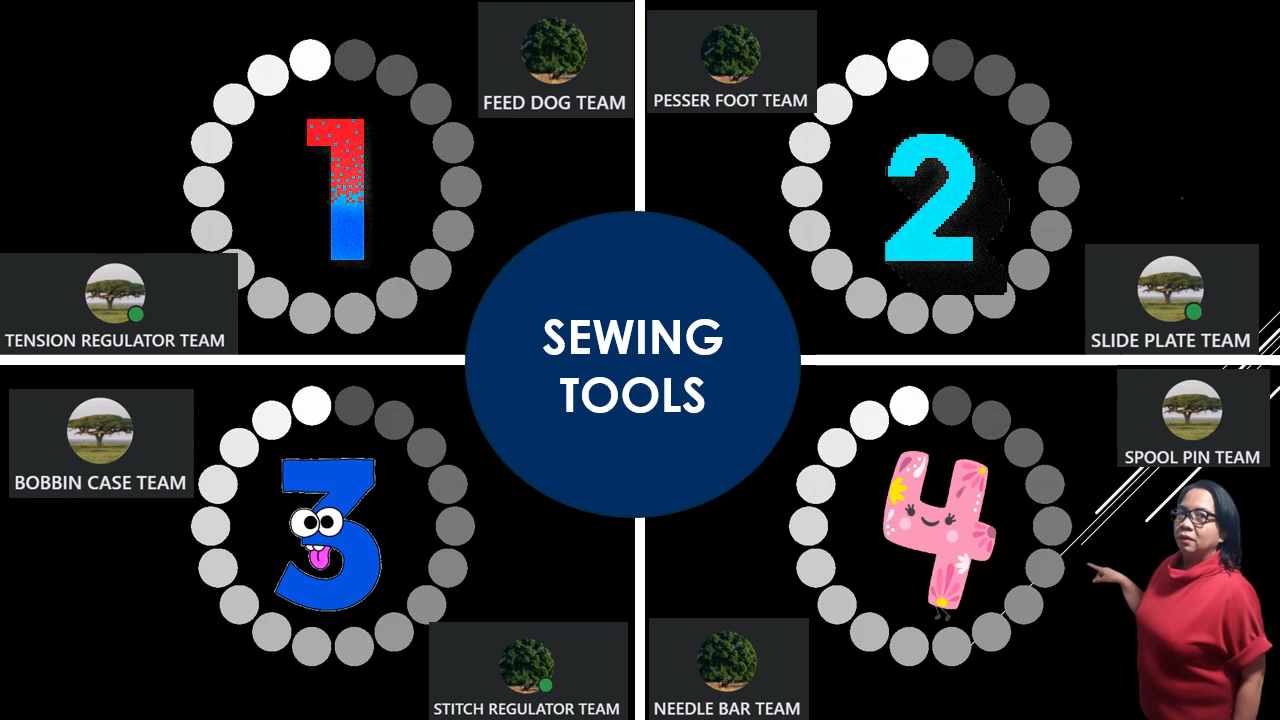 FEED DOG TEAM
PESSER FOOT TEAM
1
2
TENSION REGULATOR TEAM
SLIDE PLATE TEAM
SEWING
TOOLS
BOBBIN CASE TEAM
SPOOL PIN TEAM
3
4
STITCH REGULATOR TEAM
NEEDLE BAR TEAM